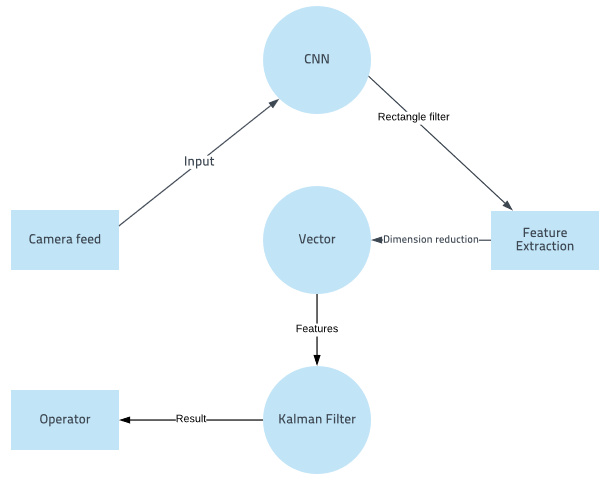 CNN
Rectangle filter
Input
Camera feed
Vector
Dimension reduction
Feature
Extraction
Features
Operator
Result
Kalman Filter